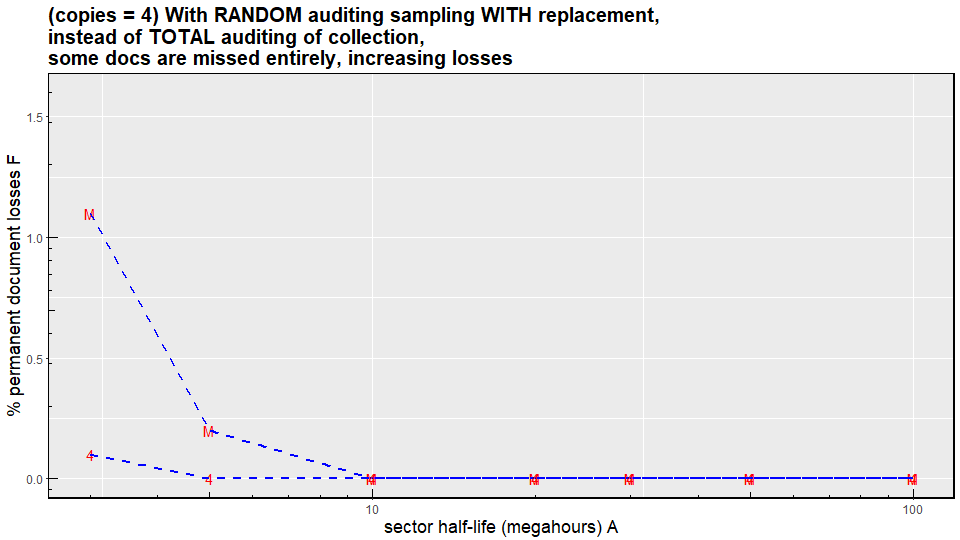 (copies = 4) With RANDOM auditing sampling WITH replacement,
instead of TOTAL auditing of collection,
some docs are missed entirely, increasing losses
% permanent document losses F
1.5
1.0
0.5
0.0
M
M
4
4
M
M
M
M
M
10
100
sector half-life (megahours) A